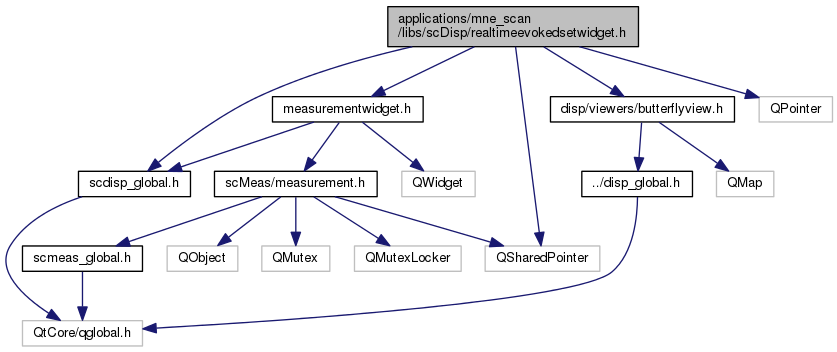 applications/mne_scan
/libs/scDisp/realtimeevokedsetwidget.h
measurementwidget.h
disp/viewers/butterflyview.h
QPointer
scdisp_global.h
scMeas/measurement.h
QWidget
../disp_global.h
QMap
scmeas_global.h
QObject
QMutex
QMutexLocker
QSharedPointer
QtCore/qglobal.h